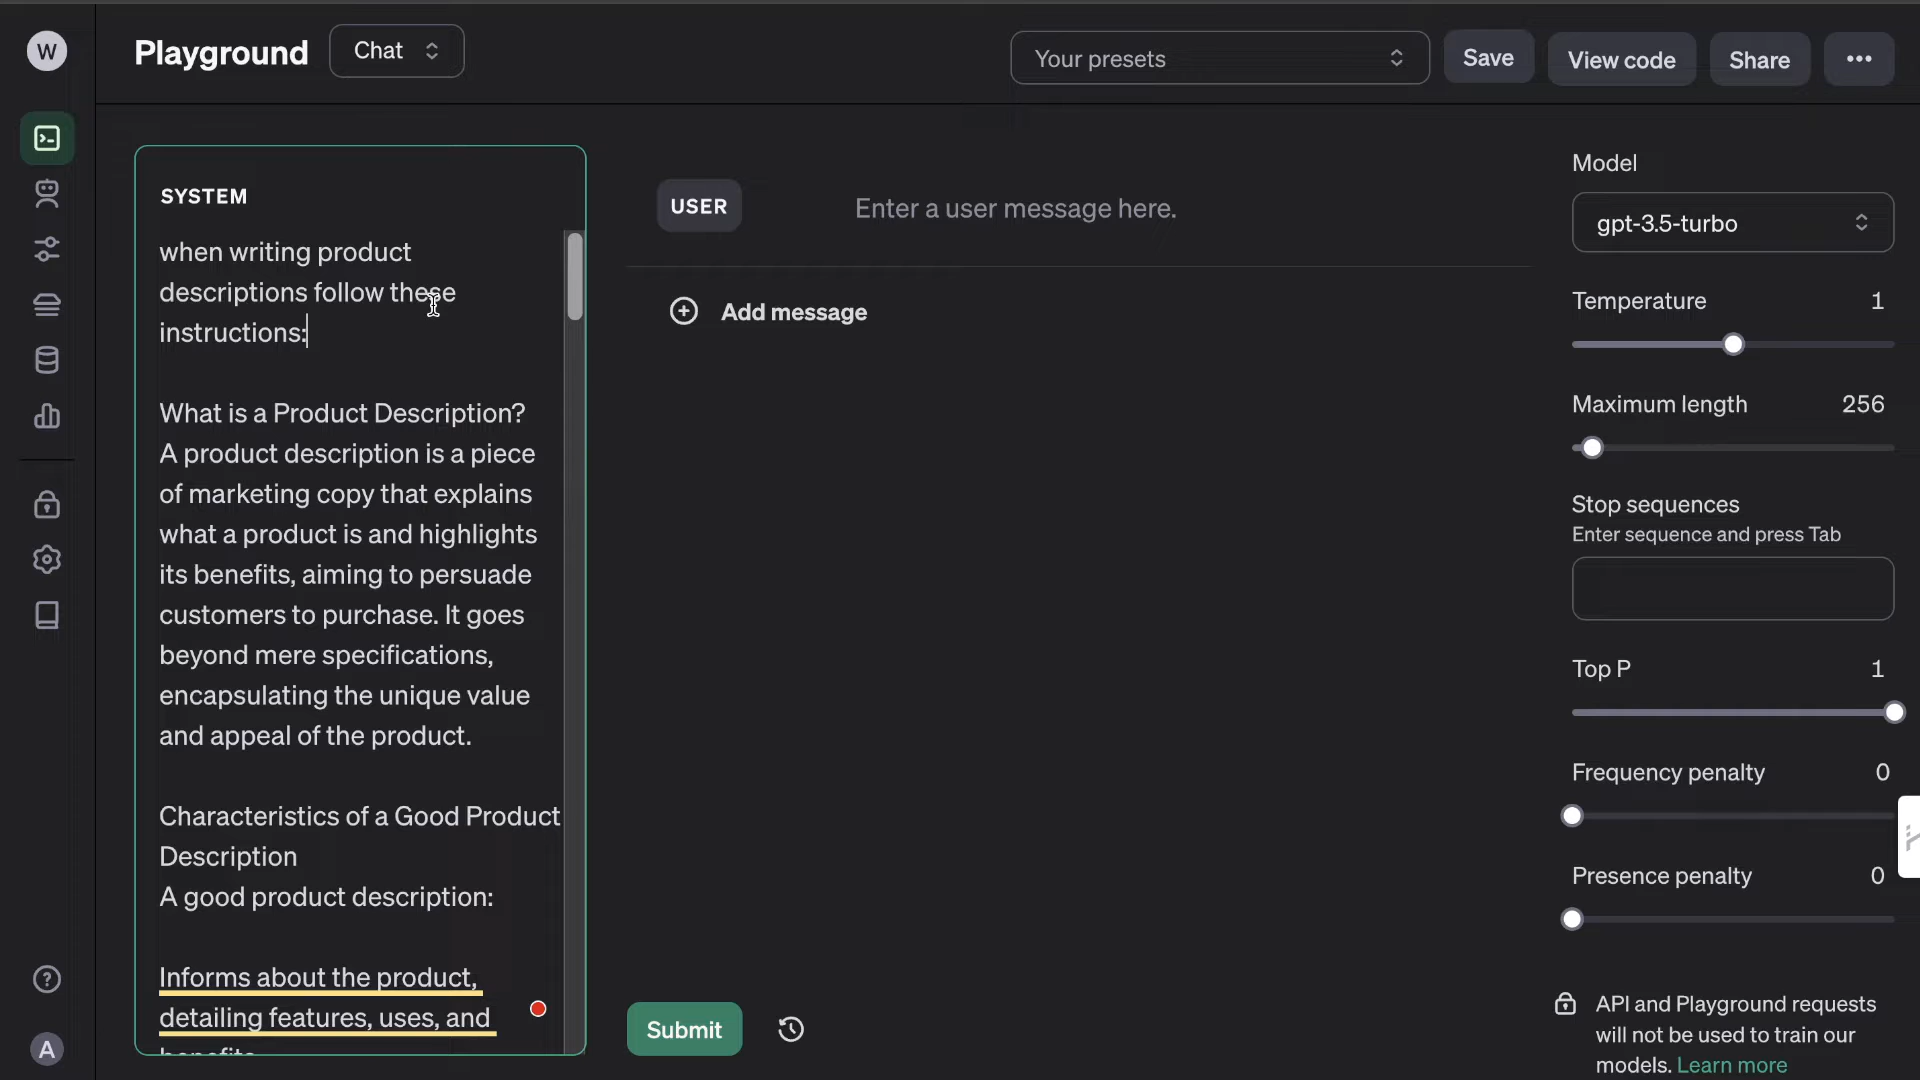 W
Playground
Chat
Your presets
Save
View code
Share
SYSTEM
when writing product
descriptions follow these
instructions:
What is a Product Description?
A product description is a piece
of marketing copy that explains
what a product is and highlights
its benefits, aiming to persuade
customers to purchase. It goes
beyond mere specifications,
encapsulating the unique value
and appeal of the product.
Characteristics of a Good Product
Description
A good product description:
Informs about the product,
detailing features, uses, and
USER
Enter a user message here.
Add message
Submit
Model
gpt-3.5-turbo
Temperature 1
Maximum length 256
Stop sequences
Enter sequence and press Tab
Top P 1
Frequency penalty 0
Presence penalty 0
API and Playground requests
will not be used to train our
models. Learn more
A